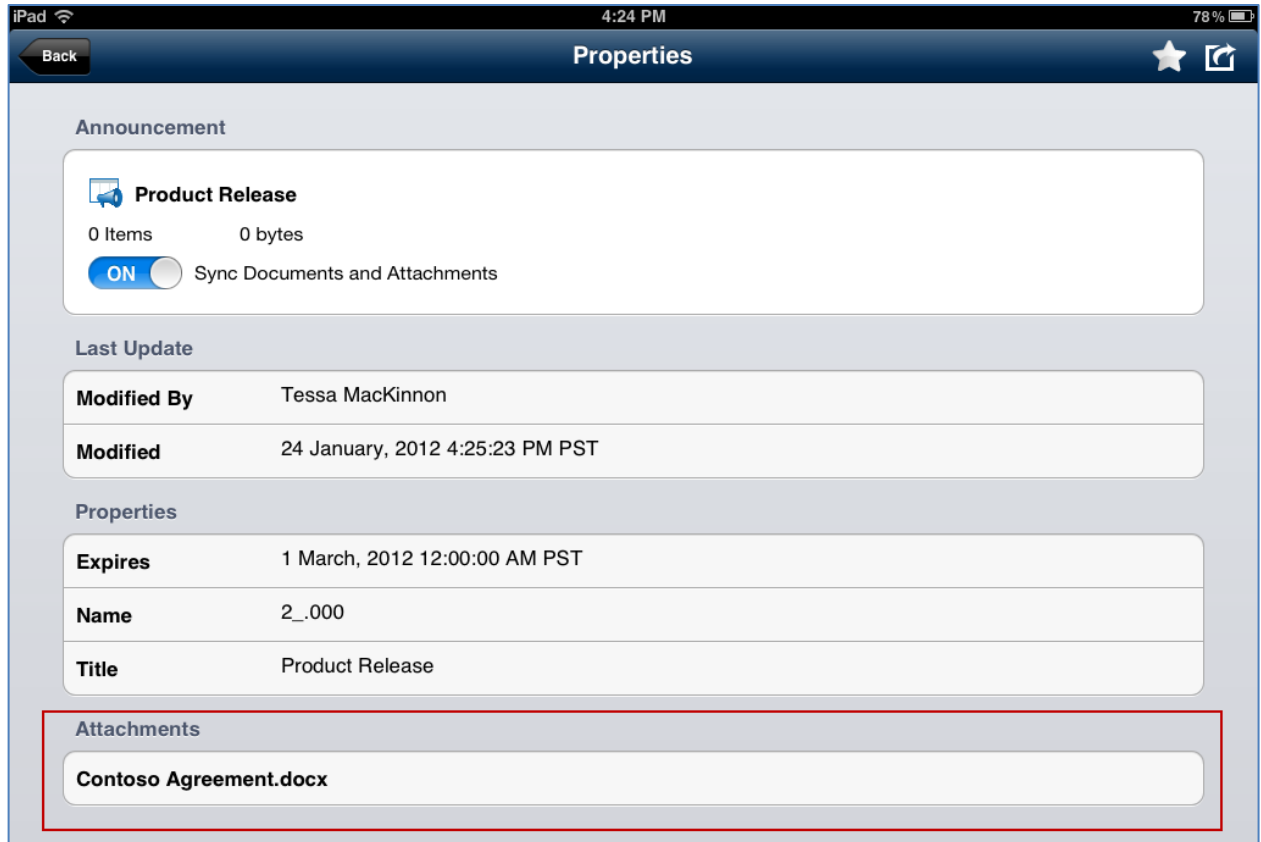 iPad 4:24 PM 78%
Back Properties
Announcement
Product Release
0 Items 0 bytes
ON Sync Documents and Attachments
Last Update
Modified By Tessa MacKinnon
Modified 24 January, 2012 4:25:23 PM PST
Properties
Expires 1 March, 2012 12:00:00 AM PST
Name 2_.000
Title Product Release
Attachments
Contoso Agreement.docx